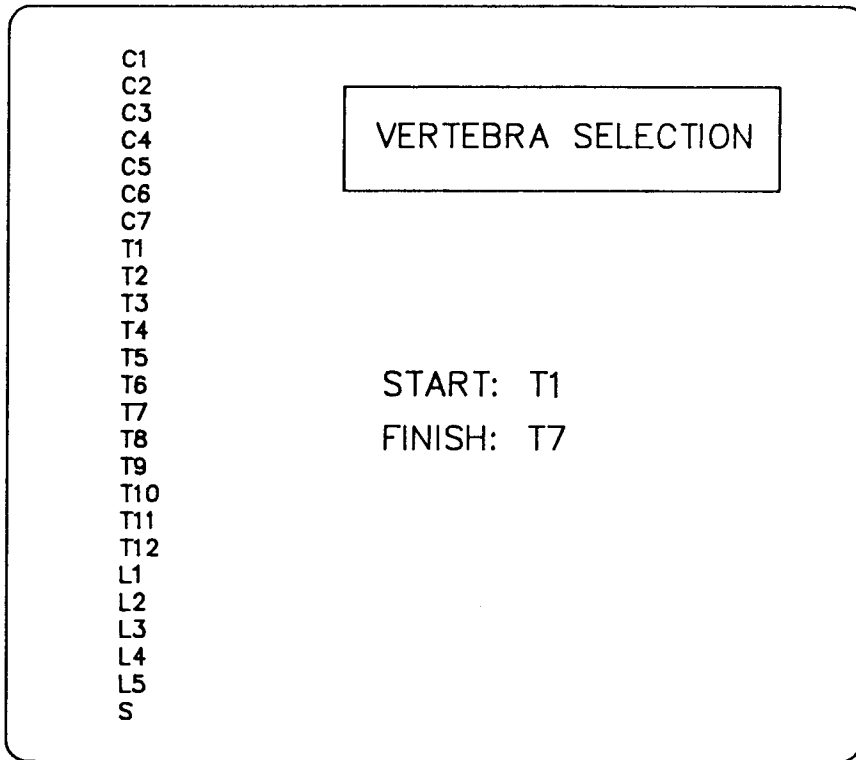 C1
C2
C3
C4
C5
C6
C7
T1
T2
T3
T4
T5
T6
T7
T8
T9
T10
T11
T12
L1
L2
L3
L4
L5
S
VERTEBRA SELECTION
START: T1
FINISH: T7